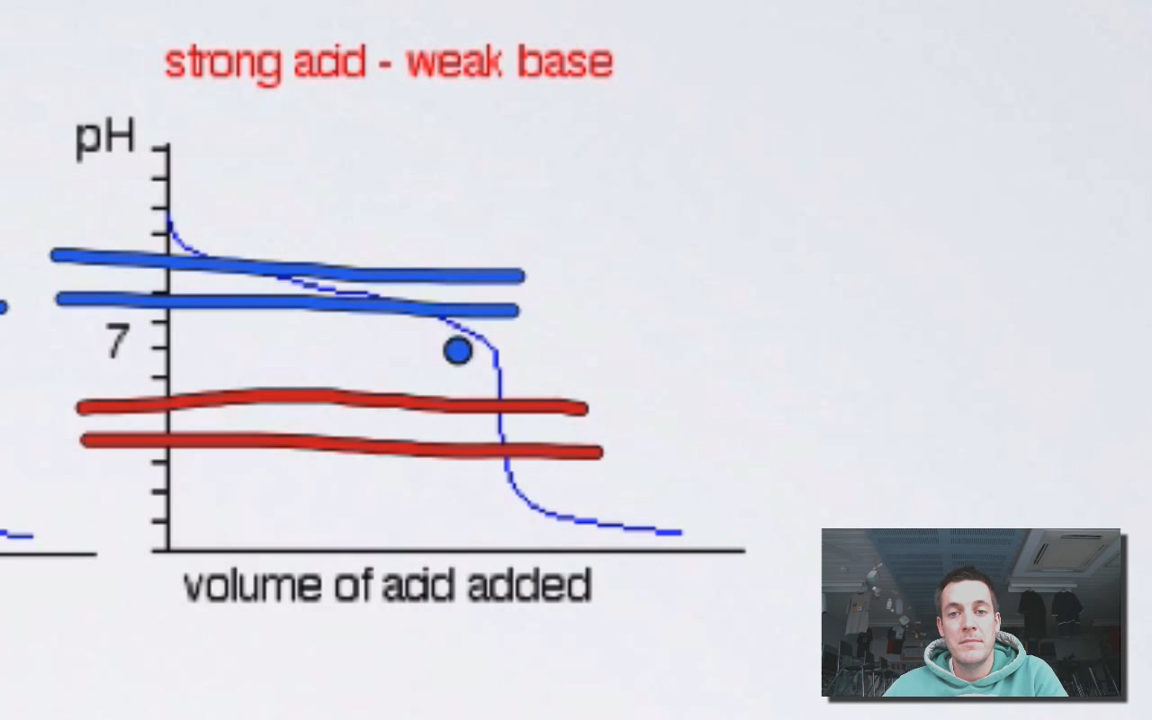 strong acid - weak base
pH
7
volume of acid added